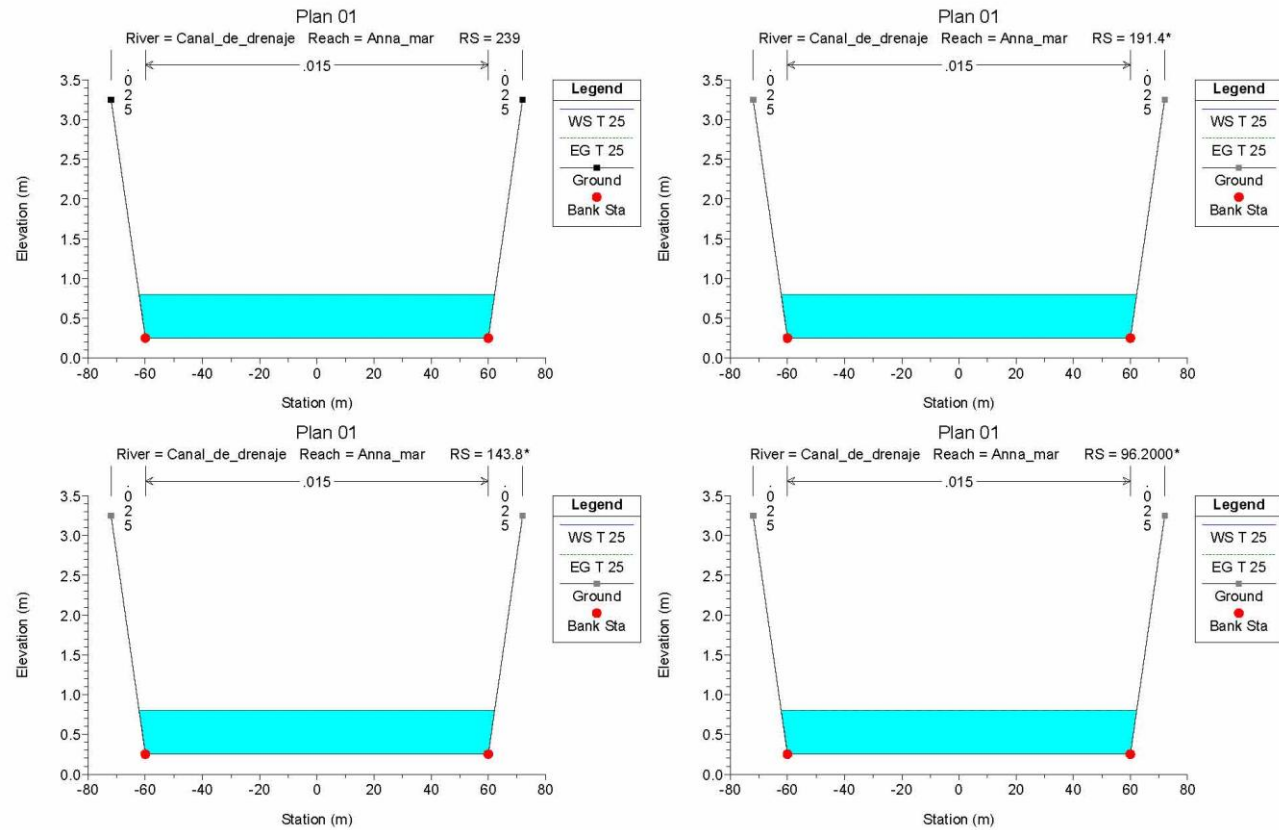 Plan 01
River = Canal_de_drenaje Reach = Anna_mar RS = 239
.025
.015
.025
3.5
3.0
2.5
2.0
1.5
1.0
0.5
0.0
Elevation (m)
-80 -60 -40 -20 0 20 40 60 80
Station (m)
Legend
WS T 25
EG T 25
Ground
Bank Sta
Plan 01
River = Canal_de_drenaje Reach = Anna_mar RS = 191.4*
.025
.015
.025
3.5
3.0
2.5
2.0
1.5
1.0
0.5
0.0
Elevation (m)
-80 -60 -40 -20 0 20 40 60 80
Station (m)
Legend
WS T 25
EG T 25
Ground
Bank Sta
Plan 01
River = Canal_de_drenaje Reach = Anna_mar RS = 143.8*
.025
.015
.025
3.5
3.0
2.5
2.0
1.5
1.0
0.5
0.0
Elevation (m)
-80 -60 -40 -20 0 20 40 60 80
Station (m)
Legend
WS T 25
EG T 25
Ground
Bank Sta
Plan 01
River = Canal_de_drenaje Reach = Anna_mar RS = 96.2000*
.025
.015
.025
3.5
3.0
2.5
2.0
1.5
1.0
0.5
0.0
Elevation (m)
-80 -60 -40 -20 0 20 40 60 80
Station (m)
Legend
WS T 25
EG T 25
Ground
Bank Sta